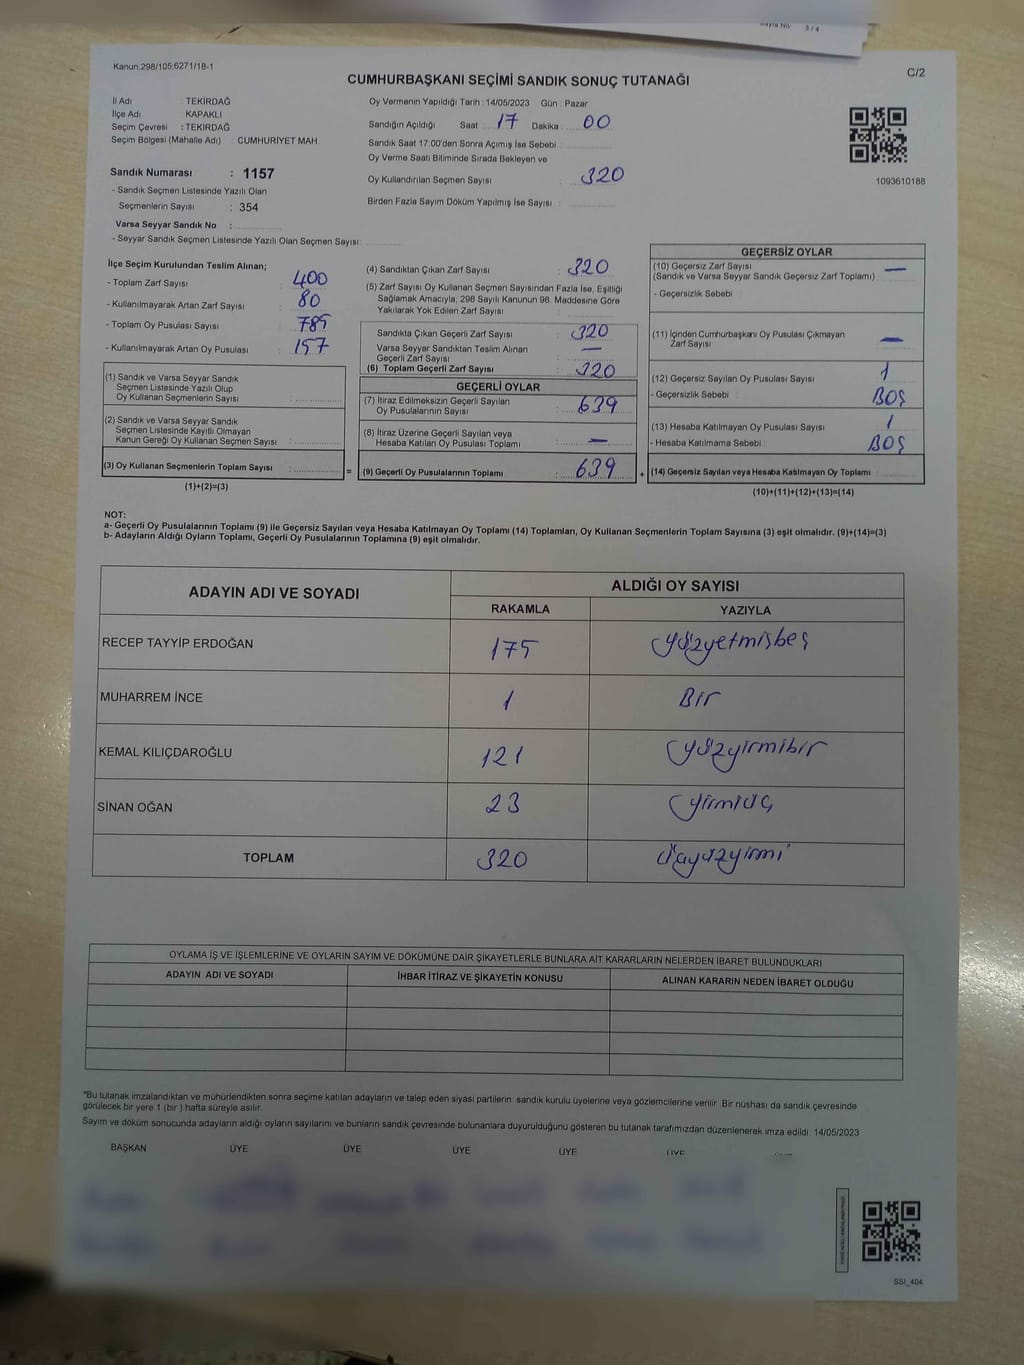 Sayfa No 3 / 4
Kanun;298/105;6271/18-1
C/2
CUMHURBAŞKANI SEÇİMİ SANDIK SONUÇ TUTANAĞI
İl Adı TEKİRDAĞ
İlçe Adı KAPAKLI
Seçim Çevresi : TEKİRDAĞ
Seçim Bölgesi (Mahalle Adı) : CUMHURİYET MAH.
Sandık Numarası : 1157
- Sandık Seçmen Listesinde Yazılı Olan
Seçmenlerin Sayısı : 354
Varsa Seyyar Sandık No :
- Seyyar Sandık Seçmen Listesinde Yazılı Olan Seçmen Sayısı:
Oy Vermenin Yapıldığı Tarih : 14/05/2023 Gün : Pazar
Sandığın Açıldığı Saat : 17 Dakika : 00
Sandık Saat 17.00'den Sonra Açımış İse Sebebi :
Oy Verme Saati Bitiminde Sırada Bekleyen ve
Oy Kullandırılan Seçmen Sayısı : 320
Birden Fazla Sayım Döküm Yapılmış İse Sayısı :
1093610188
İlçe Seçim Kurulundan Teslim Alınan;
- Toplam Zarf Sayısı : 400
- Kullanılmayarak Artan Zarf Sayısı : 80
- Toplam Oy Pusulası Sayısı : 785
- Kullanılmayarak Artan Oy Pusulası : 157
(1) Sandık ve Varsa Seyyar Sandık
Seçmen Listesinde Yazılı Olup
Oy Kullanan Seçmenlerin Sayısı :
(2) Sandık ve Varsa Seyyar Sandık
Seçmen Listesinde Kayıtlı Olmayan
Kanun Gereği Oy Kullanan Seçmen Sayısı :
(3) Oy Kullanan Seçmenlerin Toplam Sayısı :
(1)+(2)=(3)
(4) Sandıktan Çıkan Zarf Sayısı : 320
(5) Zarf Sayısı Oy Kullanan Seçmen Sayısından Fazla İse, Eşitliği
Sağlamak Amacıyla; 298 Sayılı Kanunun 98. Maddesine Göre
Yakılarak Yok Edilen Zarf Sayısı :
Sandıkta Çıkan Geçerli Zarf Sayısı : 320
Varsa Seyyar Sandıktan Teslim Alınan
Geçerli Zarf Sayısı : —
(6) Toplam Geçerli Zarf Sayısı : 320
GEÇERLİ OYLAR
(7) İtiraz Edilmeksizin Geçerli Sayılan
Oy Pusulalarının Sayısı : 639
(8) İtiraz Üzerine Geçerli Sayılan veya
Hesaba Katılan Oy Pusulası Toplamı : —
= (9) Geçerli Oy Pusulalarının Toplamı : 639 +
GEÇERSİZ OYLAR
(10) Geçersiz Zarf Sayısı —
(Sandık ve Varsa Seyyar Sandık Geçersiz Zarf Toplamı) :
- Geçersizlik Sebebi
(11) İçinden Cumhurbaşkanı Oy Pusulası Çıkmayan
Zarf Sayısı : —
(12) Geçersiz Sayılan Oy Pusulası Sayısı : 1
- Geçersizlik Sebebi : BOŞ
(13) Hesaba Katılmayan Oy Pusulası Sayısı : 1
- Hesaba Katılmama Sebebi : BOŞ
(14) Geçersiz Sayılan veya Hesaba Katılmayan Oy Toplamı :
(10)+(11)+(12)+(13)=(14)
NOT:
a- Geçerli Oy Pusulalarının Toplamı (9) ile Geçersiz Sayılan veya Hesaba Katılmayan Oy Toplamı (14) Toplamları, Oy Kullanan Seçmenlerin Toplam Sayısına (3) eşit olmalıdır. (9)+(14)=(3)
b- Adayların Aldığı Oyların Toplamı, Geçerli Oy Pusulalarının Toplamına (9) eşit olmalıdır.
ADAYIN ADI VE SOYADI ALDIĞI OY SAYISI
RAKAMLA YAZIYLA
RECEP TAYYİP ERDOĞAN 175 yüzyetmişbeş
MUHARREM İNCE 1 Bir
KEMAL KILIÇDAROĞLU 121 yüzyirmibir
SİNAN OĞAN 23 yirmiüç
TOPLAM 320 üçyüzyirmi
OYLAMA İŞ VE İŞLEMLERİNE VE OYLARIN SAYIM VE DÖKÜMÜNE DAİR ŞİKAYETLERLE BUNLARA AİT KARARLARIN NELERDEN İBARET BULUNDUKLARI
ADAYIN ADI VE SOYADI İHBAR İTİRAZ VE ŞİKAYETİN KONUSU ALINAN KARARIN NEDEN İBARET OLDUĞU
*Bu tutanak imzalandıktan ve mühürlendikten sonra seçime katılan adayların ve talep eden siyasi partilerin sandık kurulu üyelerine veya gözlemcilerine verilir. Bir nüshası da sandık çevresinde
görülecek bir yere 1 (bir ) hafta süreyle asılır.
Sayım ve döküm sonucunda adayların aldığı oyların sayılarını ve bunların sandık çevresinde bulunanlara duyurulduğunu gösteren bu tutanak tarafımızdan düzenlenerek imza edildi. 14/05/2023
BAŞKAN ÜYE ÜYE ÜYE ÜYE ÜYE ÜYE
SSI_404